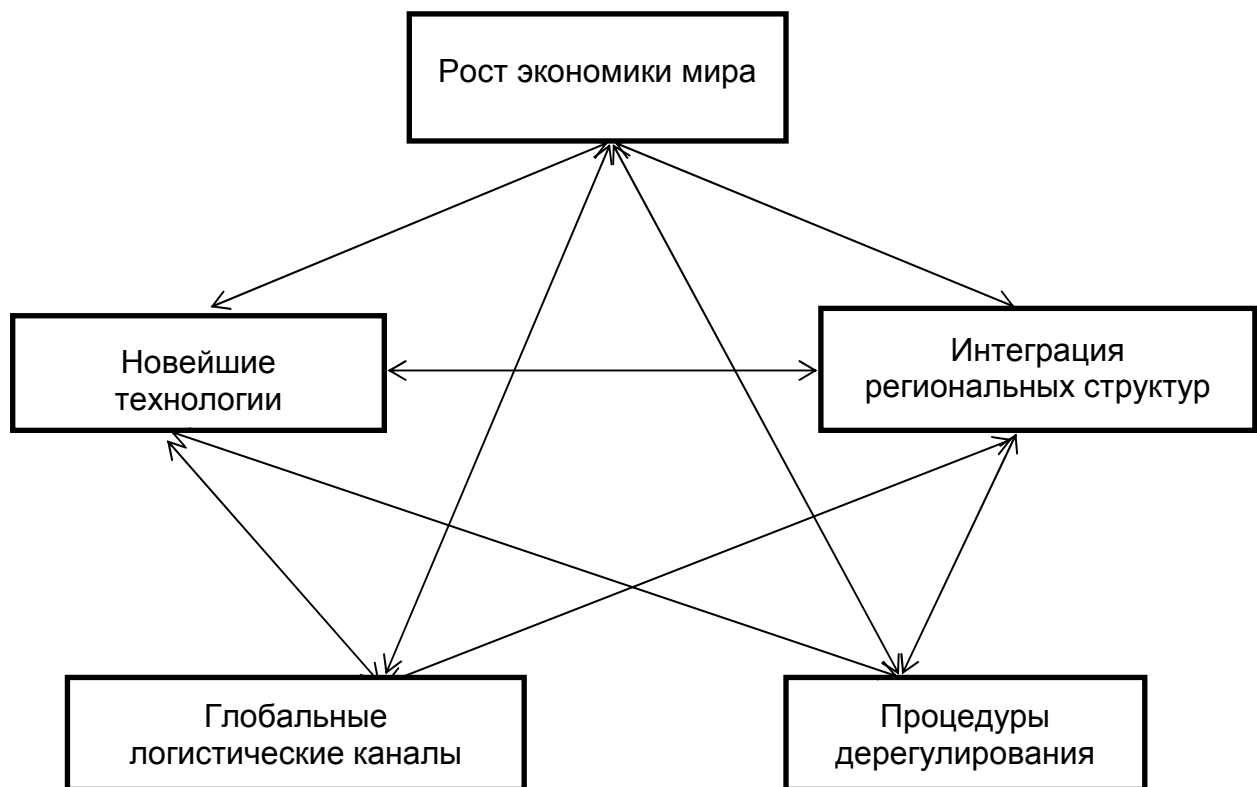 Рост экономики мира
Новейшие
технологии
Интеграция
региональных структур
Глобальные
логистические каналы
Процедуры
дерегулирования